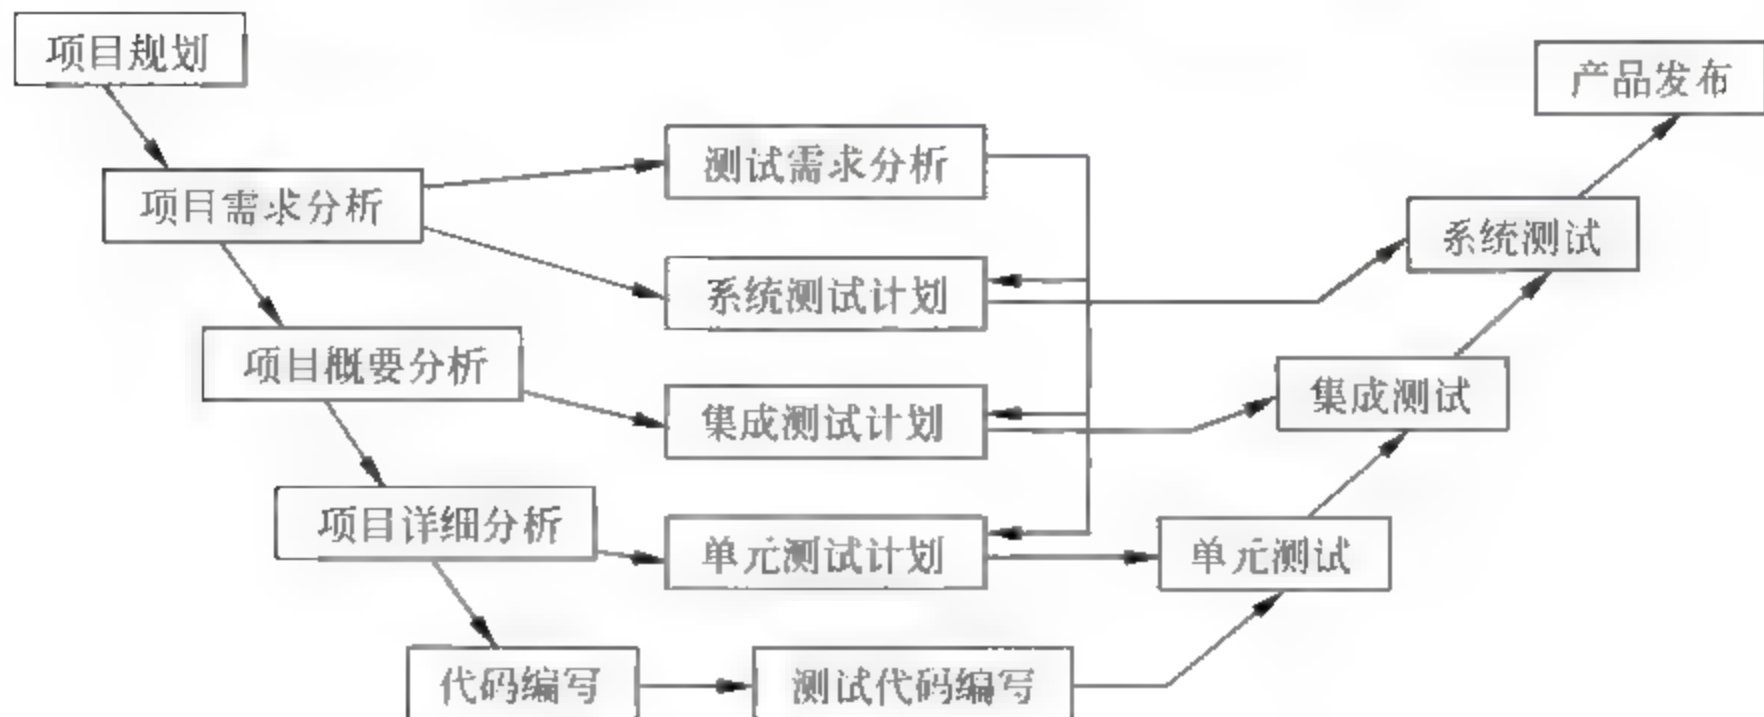 项目规划
产品发布
测试需求分析
项目需求分析
系统测试
系统测试计划
项目概要分析
集成测试
集成测试计划
项目详细分析
单元测试计划
单元测试
代码编写
测试代码编写